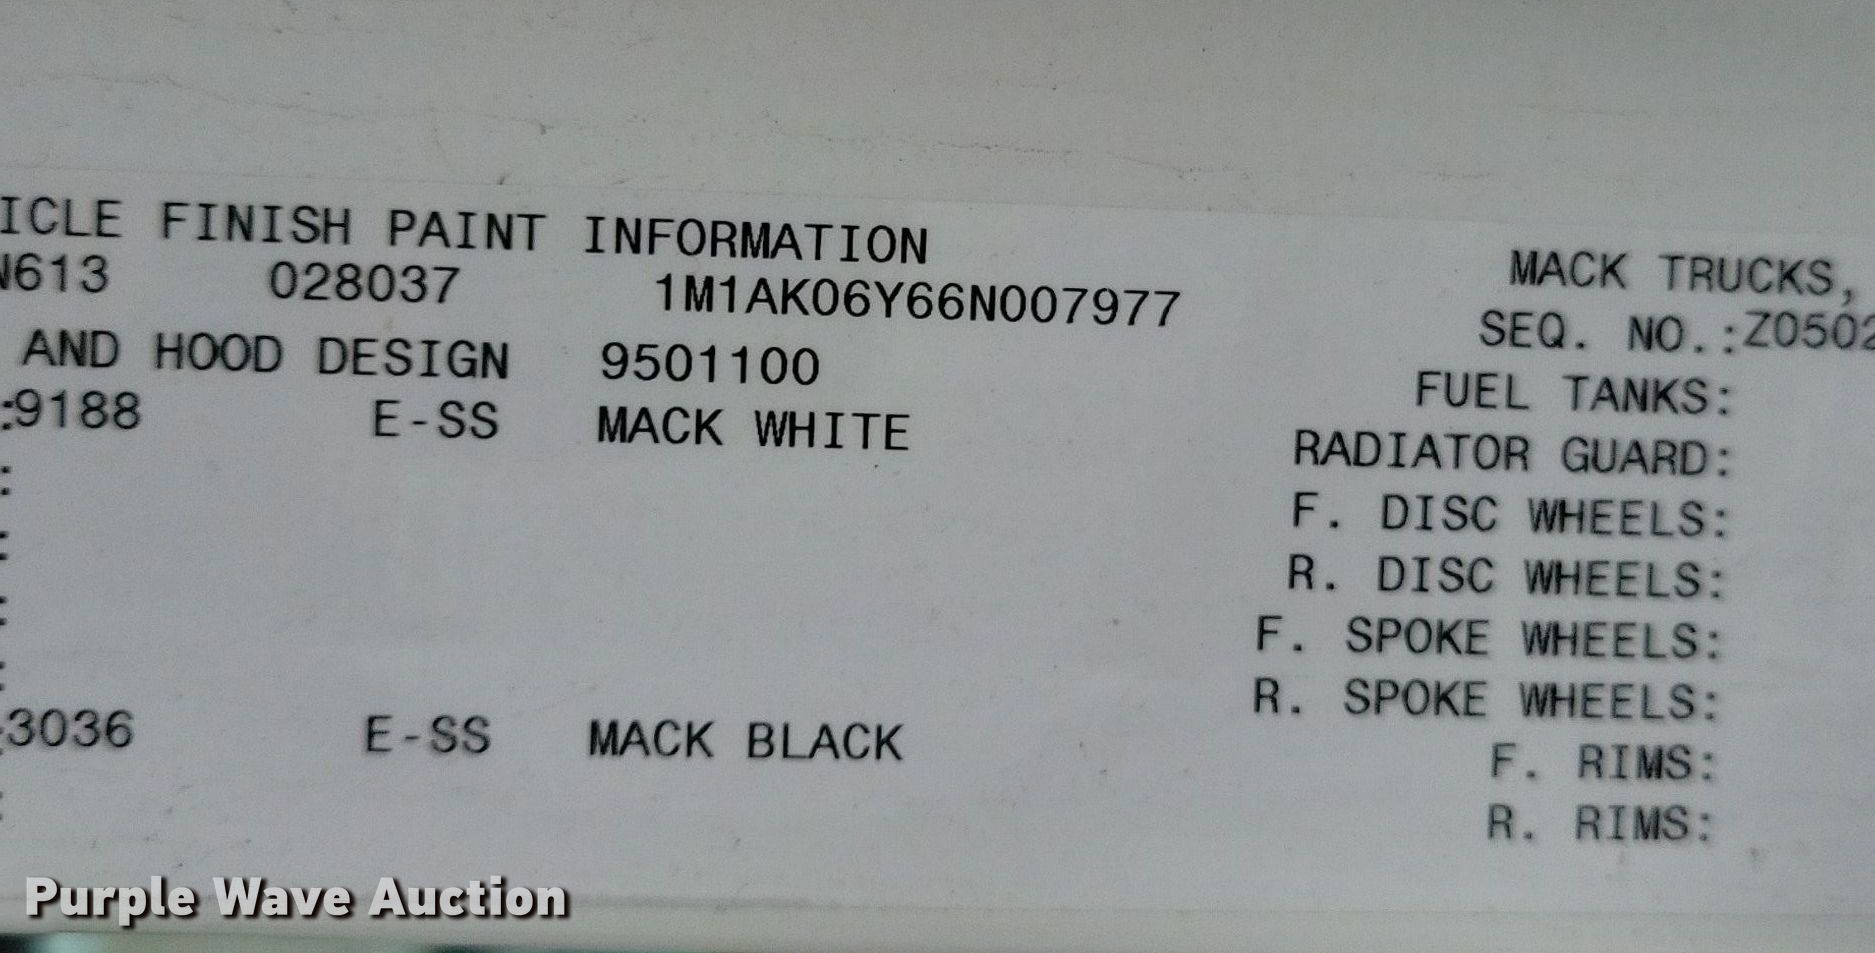 ICLE FINISH PAINT INFORMATION
N613 028037 1M1AK06Y66N007977
AND HOOD DESIGN 9501100
:9188 E-SS MACK WHITE
:
:
:
:
:3036 E-SS MACK BLACK
:
MACK TRUCKS,
SEQ. NO.:Z0502
FUEL TANKS:
RADIATOR GUARD:
F. DISC WHEELS:
R. DISC WHEELS:
F. SPOKE WHEELS:
R. SPOKE WHEELS:
F. RIMS:
R. RIMS:
Purple Wave Auction